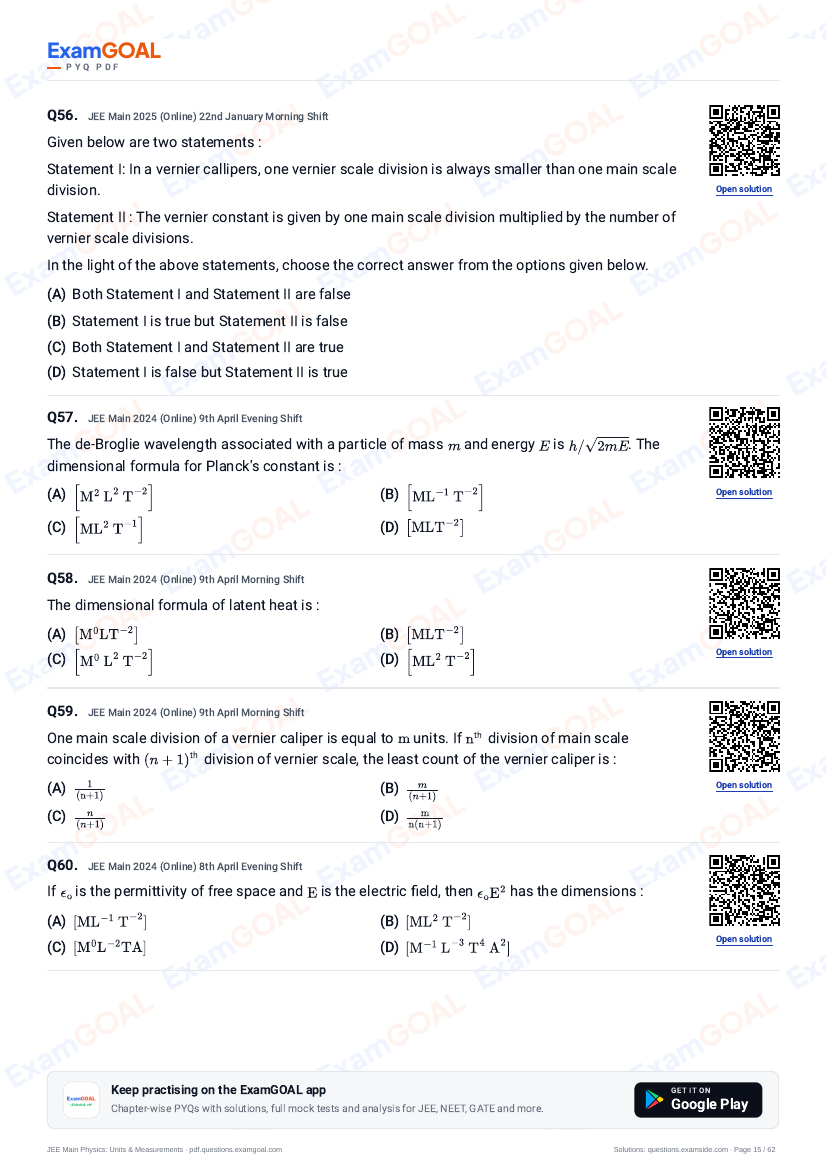 ExamGOAL
PYQ PDF
Q56. JEE Main 2025 (Online) 22nd January Morning Shift
Given below are two statements :
Statement I: In a vernier callipers, one vernier scale division is always smaller than one main scale
division.
Statement II : The vernier constant is given by one main scale division multiplied by the number of
vernier scale divisions.
In the light of the above statements, choose the correct answer from the options given below.
(A) Both Statement I and Statement II are false
(B) Statement I is true but Statement II is false
(C) Both Statement I and Statement II are true
(D) Statement I is false but Statement II is true
Open solution
Q57. JEE Main 2024 (Online) 9th April Evening Shift
The de-Broglie wavelength associated with a particle of mass m and energy E is h/√2mE. The
dimensional formula for Planck's constant is :
(A) [M² L² T⁻²] (B) [ML⁻¹ T⁻²]
(C) [ML² T⁻¹] (D) [MLT⁻²]
Open solution
Q58. JEE Main 2024 (Online) 9th April Morning Shift
The dimensional formula of latent heat is :
(A) [M⁰LT⁻²] (B) [MLT⁻²]
(C) [M⁰ L² T⁻²] (D) [ML² T⁻²]
Open solution
Q59. JEE Main 2024 (Online) 9th April Morning Shift
One main scale division of a vernier caliper is equal to m units. If nᵗʰ division of main scale
coincides with (n + 1)ᵗʰ division of vernier scale, the least count of the vernier caliper is :
(A) 1/(n+1) (B) m/(n+1)
(C) n/(n+1) (D) m/n(n+1)
Open solution
Q60. JEE Main 2024 (Online) 8th April Evening Shift
If ϵₒ is the permittivity of free space and E is the electric field, then ϵₒE² has the dimensions :
(A) [ML⁻¹ T⁻²] (B) [ML² T⁻²]
(C) [M⁰L⁻²TA] (D) [M⁻¹ L⁻³ T⁴ A²]
Open solution
Keep practising on the ExamGOAL app
Chapter-wise PYQs with solutions, full mock tests and analysis for JEE, NEET, GATE and more.
GET IT ON
Google Play
JEE Main Physics: Units & Measurements · pdf.questions.examgoal.com
Solutions: questions.examside.com · Page 15 / 62